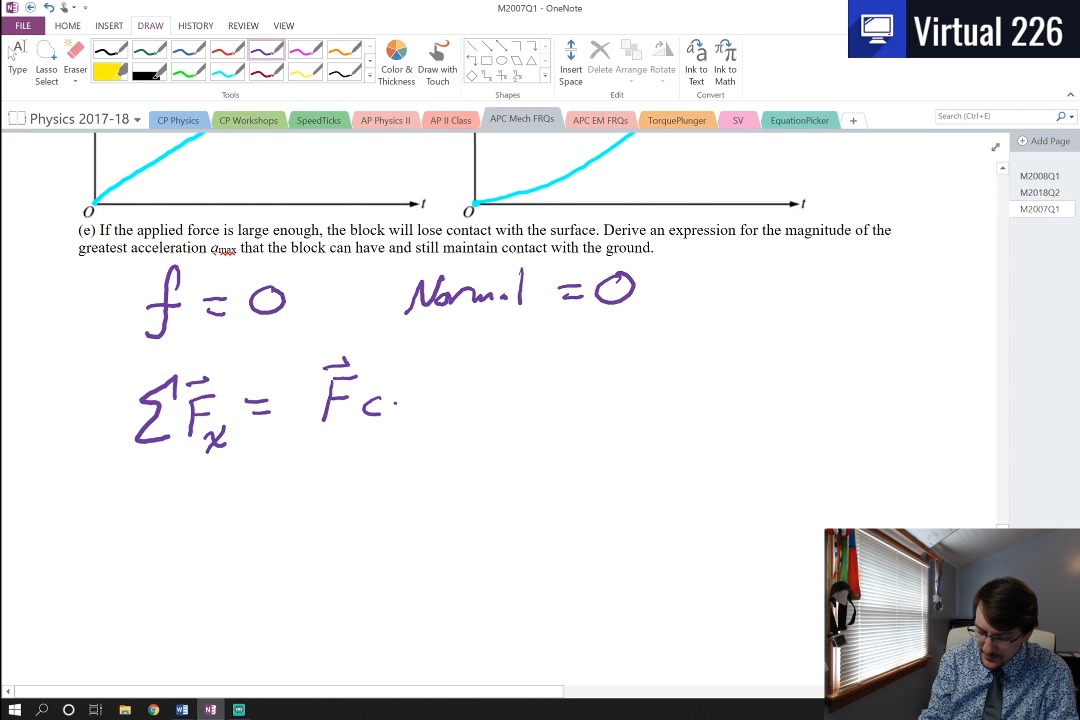 M2007Q1 - OneNote
Virtual 226
FILE HOME INSERT DRAW HISTORY REVIEW VIEW
Type Lasso Select Eraser Color & Thickness Draw with Touch Insert Space Delete Arrange Rotate Ink to Text Ink to Math
Tools Shapes Edit Convert
Physics 2017-18 CP Physics CP Workshops SpeedTicks AP Physics II AP II Class APC Mech FRQs APC EM FRQs TorquePlunger SV EquationPicker Search (Ctrl+E)
Add Page
M2008Q1
M2018Q2
M2007Q1
O t O t
(e) If the applied force is large enough, the block will lose contact with the surface. Derive an expression for the magnitude of the
greatest acceleration amax that the block can have and still maintain contact with the ground.
f = 0 Normal = 0
ΣF⃗x = F⃗ c